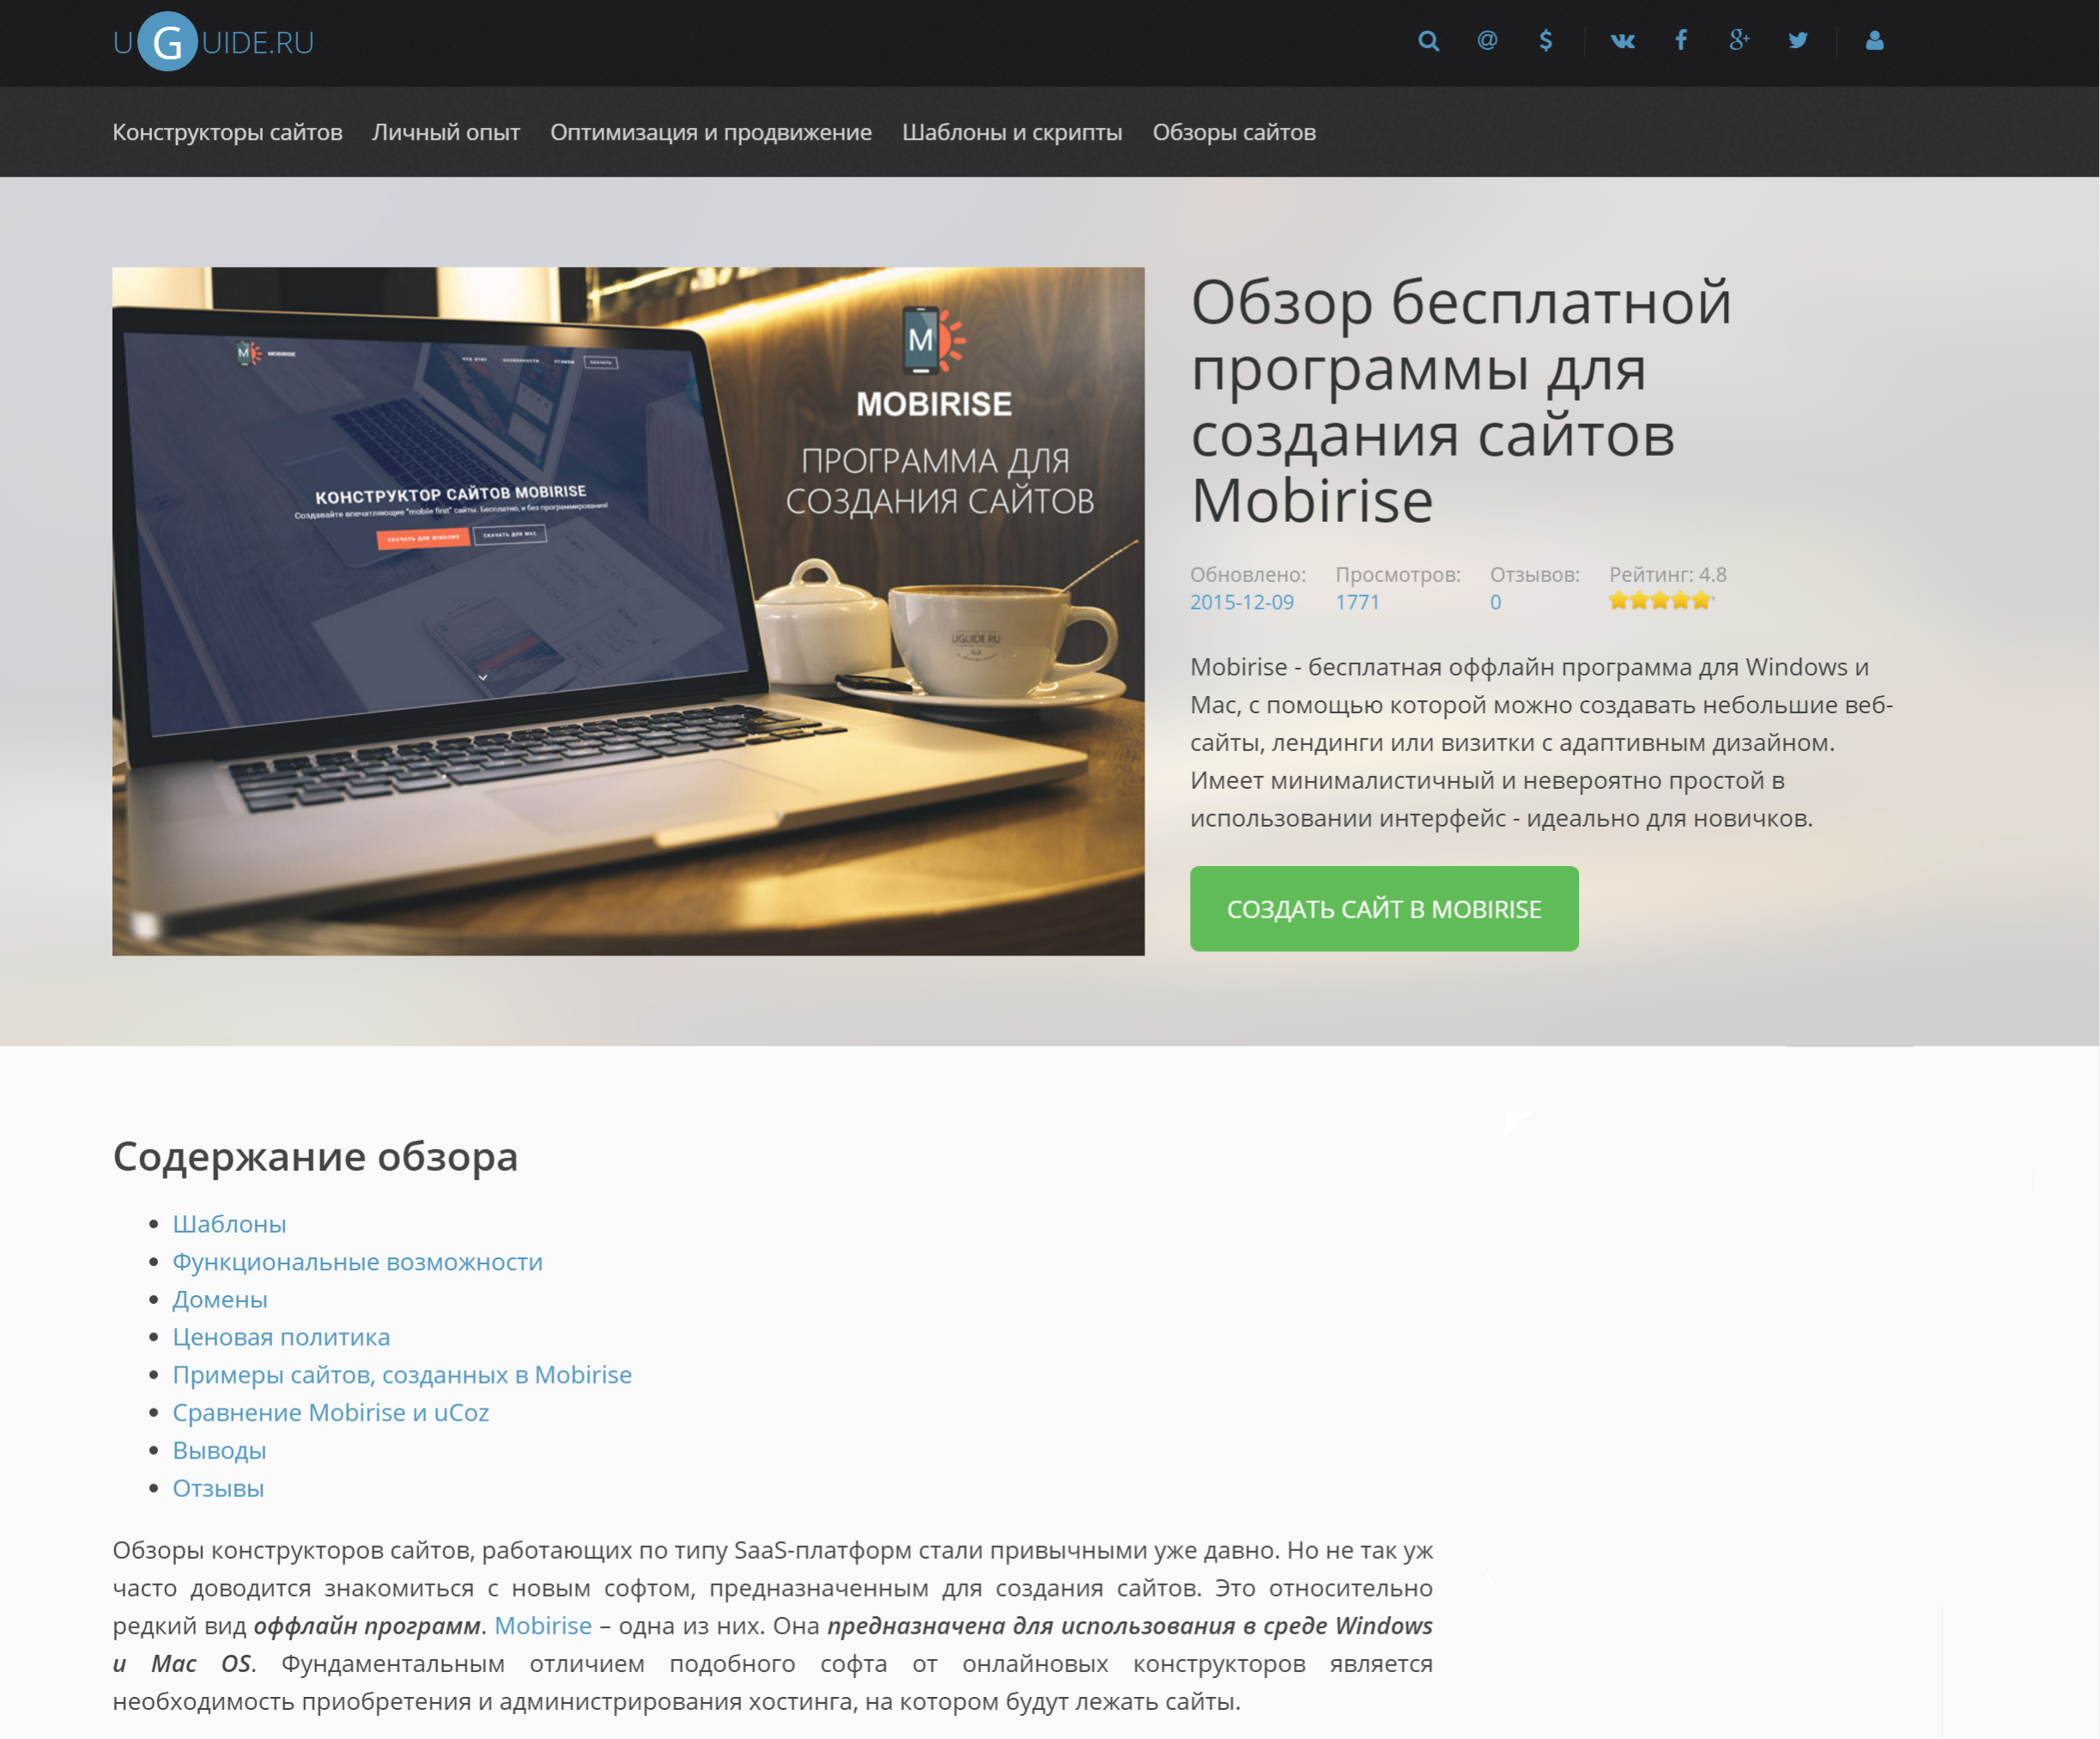 UGUIDE.RU
Конструкторы сайтов Личный опыт Оптимизация и продвижение Шаблоны и скрипты Обзоры сайтов
M MOBIRISE
КОНСТРУКТОР САЙТОВ MOBIRISE
Создавайте впечатляющие "mobile first" сайты. Бесплатно, и без программирования!
СКАЧАТЬ ДЛЯ WINDOWS СКАЧАТЬ ДЛЯ MAC
M
MOBIRISE
ПРОГРАММА ДЛЯ
СОЗДАНИЯ САЙТОВ
UGUIDE.RU
Обзор бесплатной
программы для
создания сайтов
Mobirise
Обновлено: Просмотров: Отзывов: Рейтинг: 4.8
2015-12-09 1771 0
Mobirise - бесплатная оффлайн программа для Windows и
Mac, с помощью которой можно создавать небольшие веб-
сайты, лендинги или визитки с адаптивным дизайном.
Имеет минималистичный и невероятно простой в
использовании интерфейс - идеально для новичков.
СОЗДАТЬ САЙТ В MOBIRISE
Содержание обзора
Шаблоны
Функциональные возможности
Домены
Ценовая политика
Примеры сайтов, созданных в Mobirise
Сравнение Mobirise и uCoz
Выводы
Отзывы
Обзоры конструкторов сайтов, работающих по типу SaaS-платформ стали привычными уже давно. Но не так уж
часто доводится знакомиться с новым софтом, предназначенным для создания сайтов. Это относительно
редкий вид оффлайн программ. Mobirise – одна из них. Она предназначена для использования в среде Windows
и Mac OS. Фундаментальным отличием подобного софта от онлайновых конструкторов является
необходимость приобретения и администрирования хостинга, на котором будут лежать сайты.